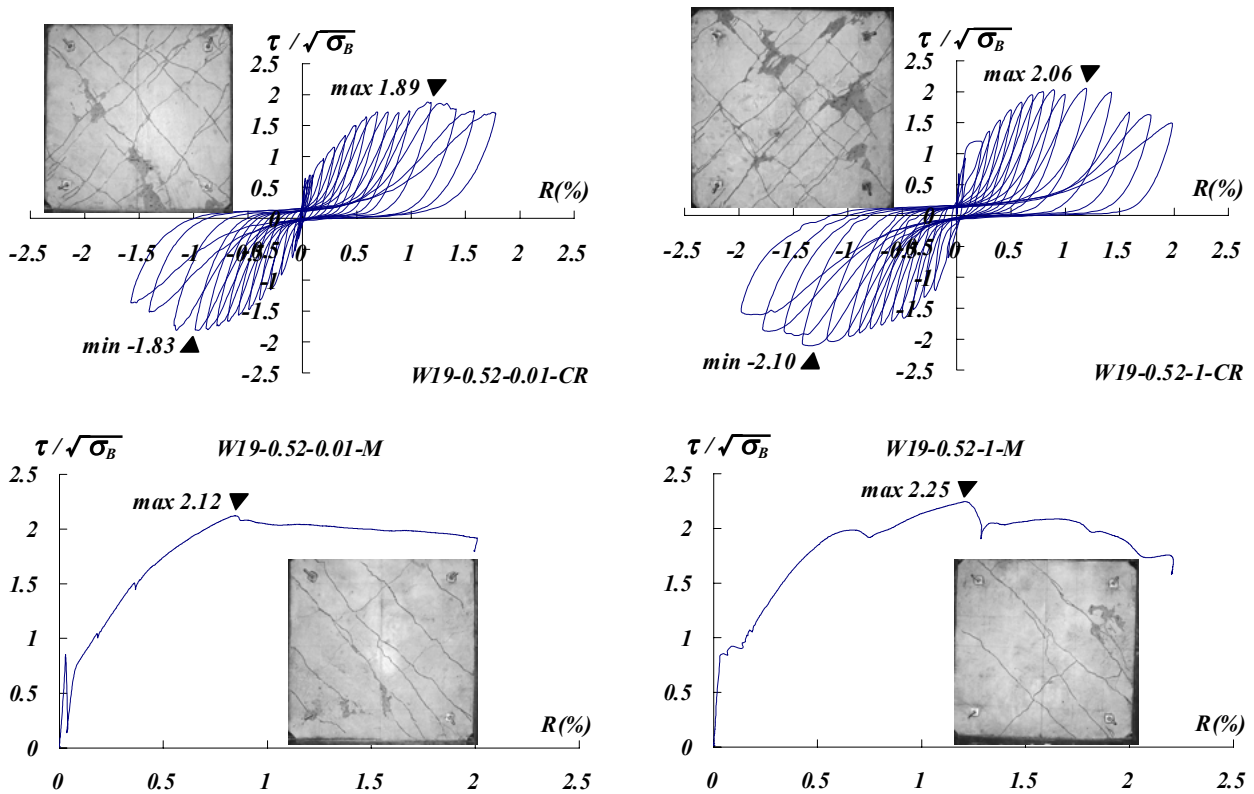 τ / √σB
2.5
max 1.89 ▼
2
1.5
1
0.5
R(%)
0
-2.5 -2 -1.5 -1 -0.5 0 0.5 1 1.5 2 2.5
-0.5
-1
-1.5
-2
min -1.83 ▲
-2.5
W19-0.52-0.01-CR
τ / √σB
2.5
max 2.06 ▼
2
1.5
1
0.5
R(%)
0
-2.5 -2 -1.5 -1 -0.5 0 0.5 1 1.5 2 2.5
-0.5
-1
-1.5
-2
min -2.10 ▲
-2.5
W19-0.52-1-CR
τ / √σB
W19-0.52-0.01-M
2.5
max 2.12 ▼
2
1.5
1
0.5
R(%)
0
0 0.5 1 1.5 2 2.5
τ / √σB
W19-0.52-1-M
2.5
max 2.25 ▼
2
1.5
1
0.5
R(%)
0
0 0.5 1 1.5 2 2.5